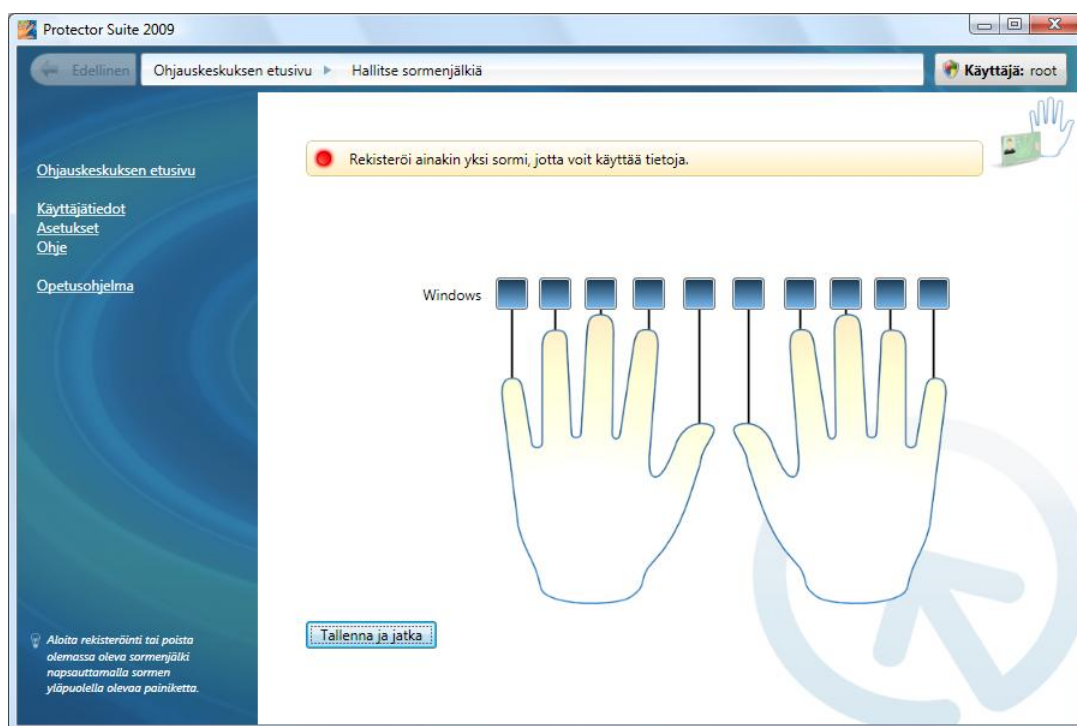 Protector Suite 2009
Edellinen
Ohjauskeskuksen etusivu
Hallitse sormenjälkiä
Käyttäjä: root
Rekisteröi ainakin yksi sormi, jotta voit käyttää tietoja.
Ohjauskeskuksen etusivu
Käyttäjätiedot
Asetukset
Ohje
Opetusohjelma
Windows
Tallenna ja jatka
Aloita rekisteröinti tai poista
olemassa oleva sormenjälki
napsauttamalla sormen
yläpuolella olevaa painiketta.